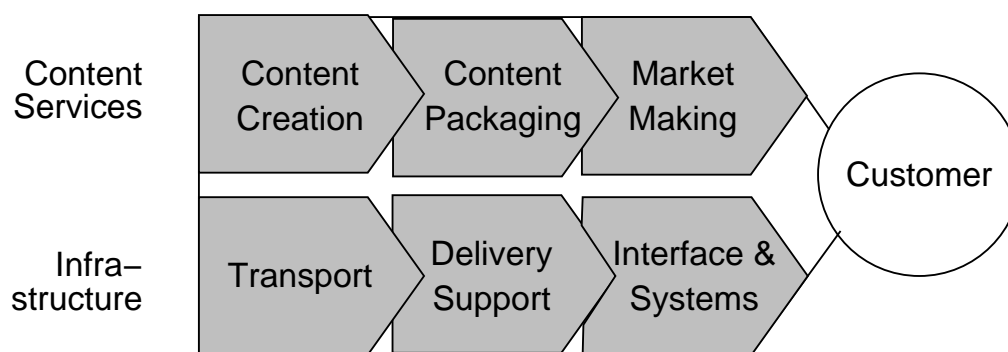 Content
Services
Content
Creation
Content
Packaging
Market
Making
Customer
Infra–
structure
Transport
Delivery
Support
Interface &
Systems